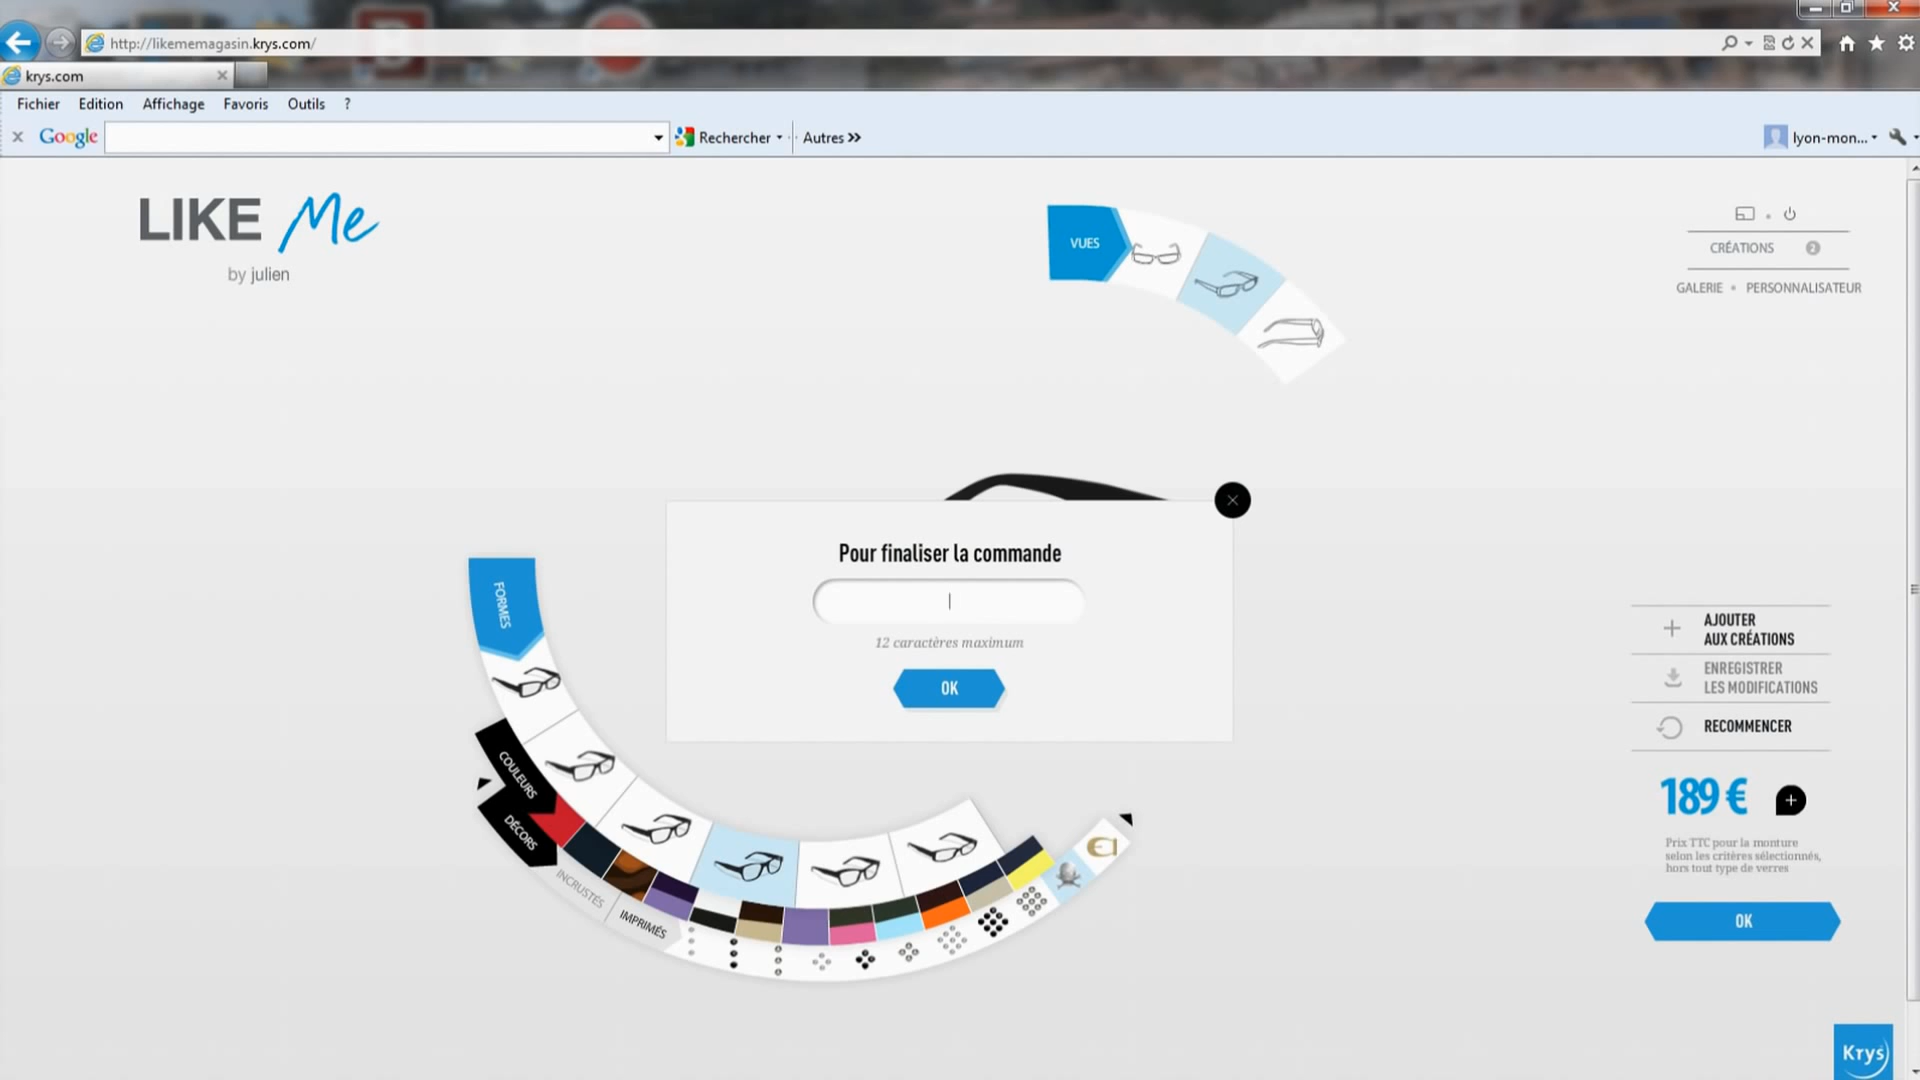 http://likememagasin.krys.com/
krys.com
Fichier Edition Affichage Favoris Outils ?
Google Rechercher Autres
lyon-mon...
LIKE Me
by julien
VUES
CRÉATIONS 2
GALERIE • PERSONNALISATEUR
Pour finaliser la commande
12 caractères maximum
OK
FORMES
COULEURS
DÉCORS
INCRUSTÉS
IMPRIMÉS
AJOUTER
AUX CRÉATIONS
ENREGISTRER
LES MODIFICATIONS
RECOMMENCER
189 €
Prix TTC pour la monture
selon les critères sélectionnés,
hors tout type de verres
OK
Krys